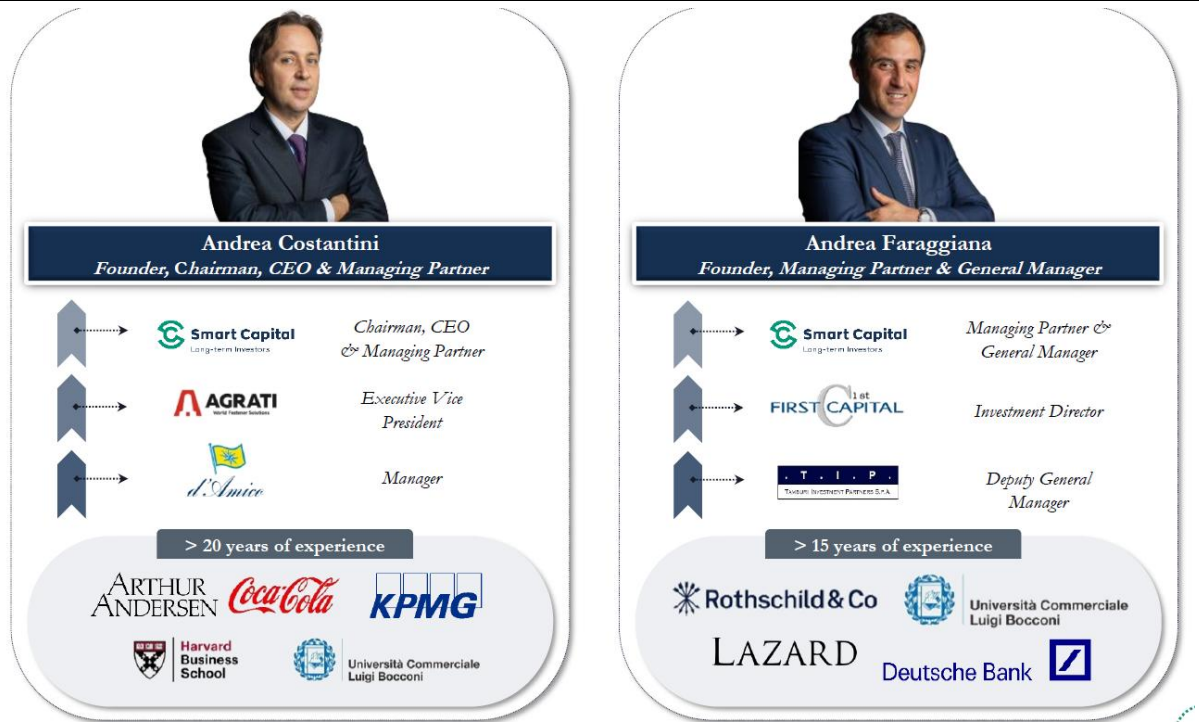 Andrea Costantini
Founder, Chairman, CEO & Managing Partner
Smart Capital
Long-term Investors
Chairman, CEO
& Managing Partner
AGRATI
World Fastener Solutions
Executive Vice
President
d'Amico
Manager
> 20 years of experience
ARTHUR
ANDERSEN
Coca-Cola
KPMG
Harvard
Business
School
Università Commerciale
Luigi Bocconi
Andrea Faraggiana
Founder, Managing Partner & General Manager
Smart Capital
Long-term Investors
Managing Partner &
General Manager
1st
FIRST CAPITAL
Investment Director
. T . I . P .
TAMBURI INVESTMENT PARTNERS S.P.A.
Deputy General
Manager
> 15 years of experience
Rothschild & Co
Università Commerciale
Luigi Bocconi
LAZARD
Deutsche Bank